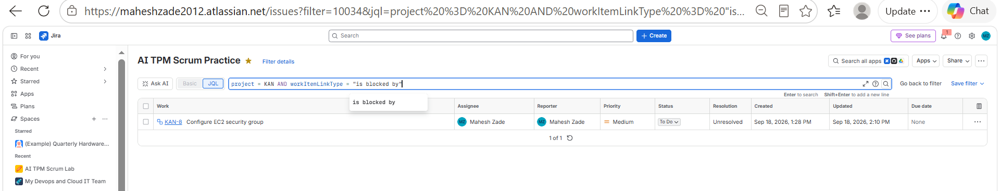 https://maheshzade2012.atlassian.net/issues?filter=10034&jql=project%20%3D%20KAN%20AND%20workItemLinkType%20%3D%20"is...
Update
Chat
Jira
Search
+ Create
See plans
1
MZ
For you
Recent
Starred
Apps
Plans
Spaces
Starred
(Example) Quarterly Hardware...
Recent
AI TPM Scrum Lab
My Devops and Cloud IT Team
AI TPM Scrum Practice
Filter details
Search all apps
Apps
Share
Ask AI
Basic
JQL
project = KAN AND workItemLinkType = "is blocked by"
Go back to filter
Save filter
is blocked by
Enter to search Shift+Enter to add a new line
Work Assignee Reporter Priority Status Resolution Created Updated Due date
KAN-8 Configure EC2 security group MZ Mahesh Zade MZ Mahesh Zade Medium To Do Unresolved Sep 18, 2026, 1:28 PM Sep 18, 2026, 2:10 PM None
1 of 1